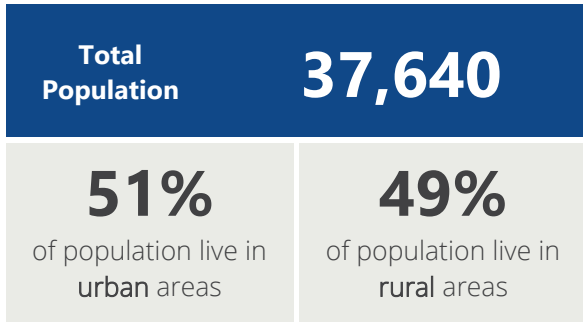 Total
Population
37,640
51%
of population live in
urban areas
49%
of population live in
rural areas